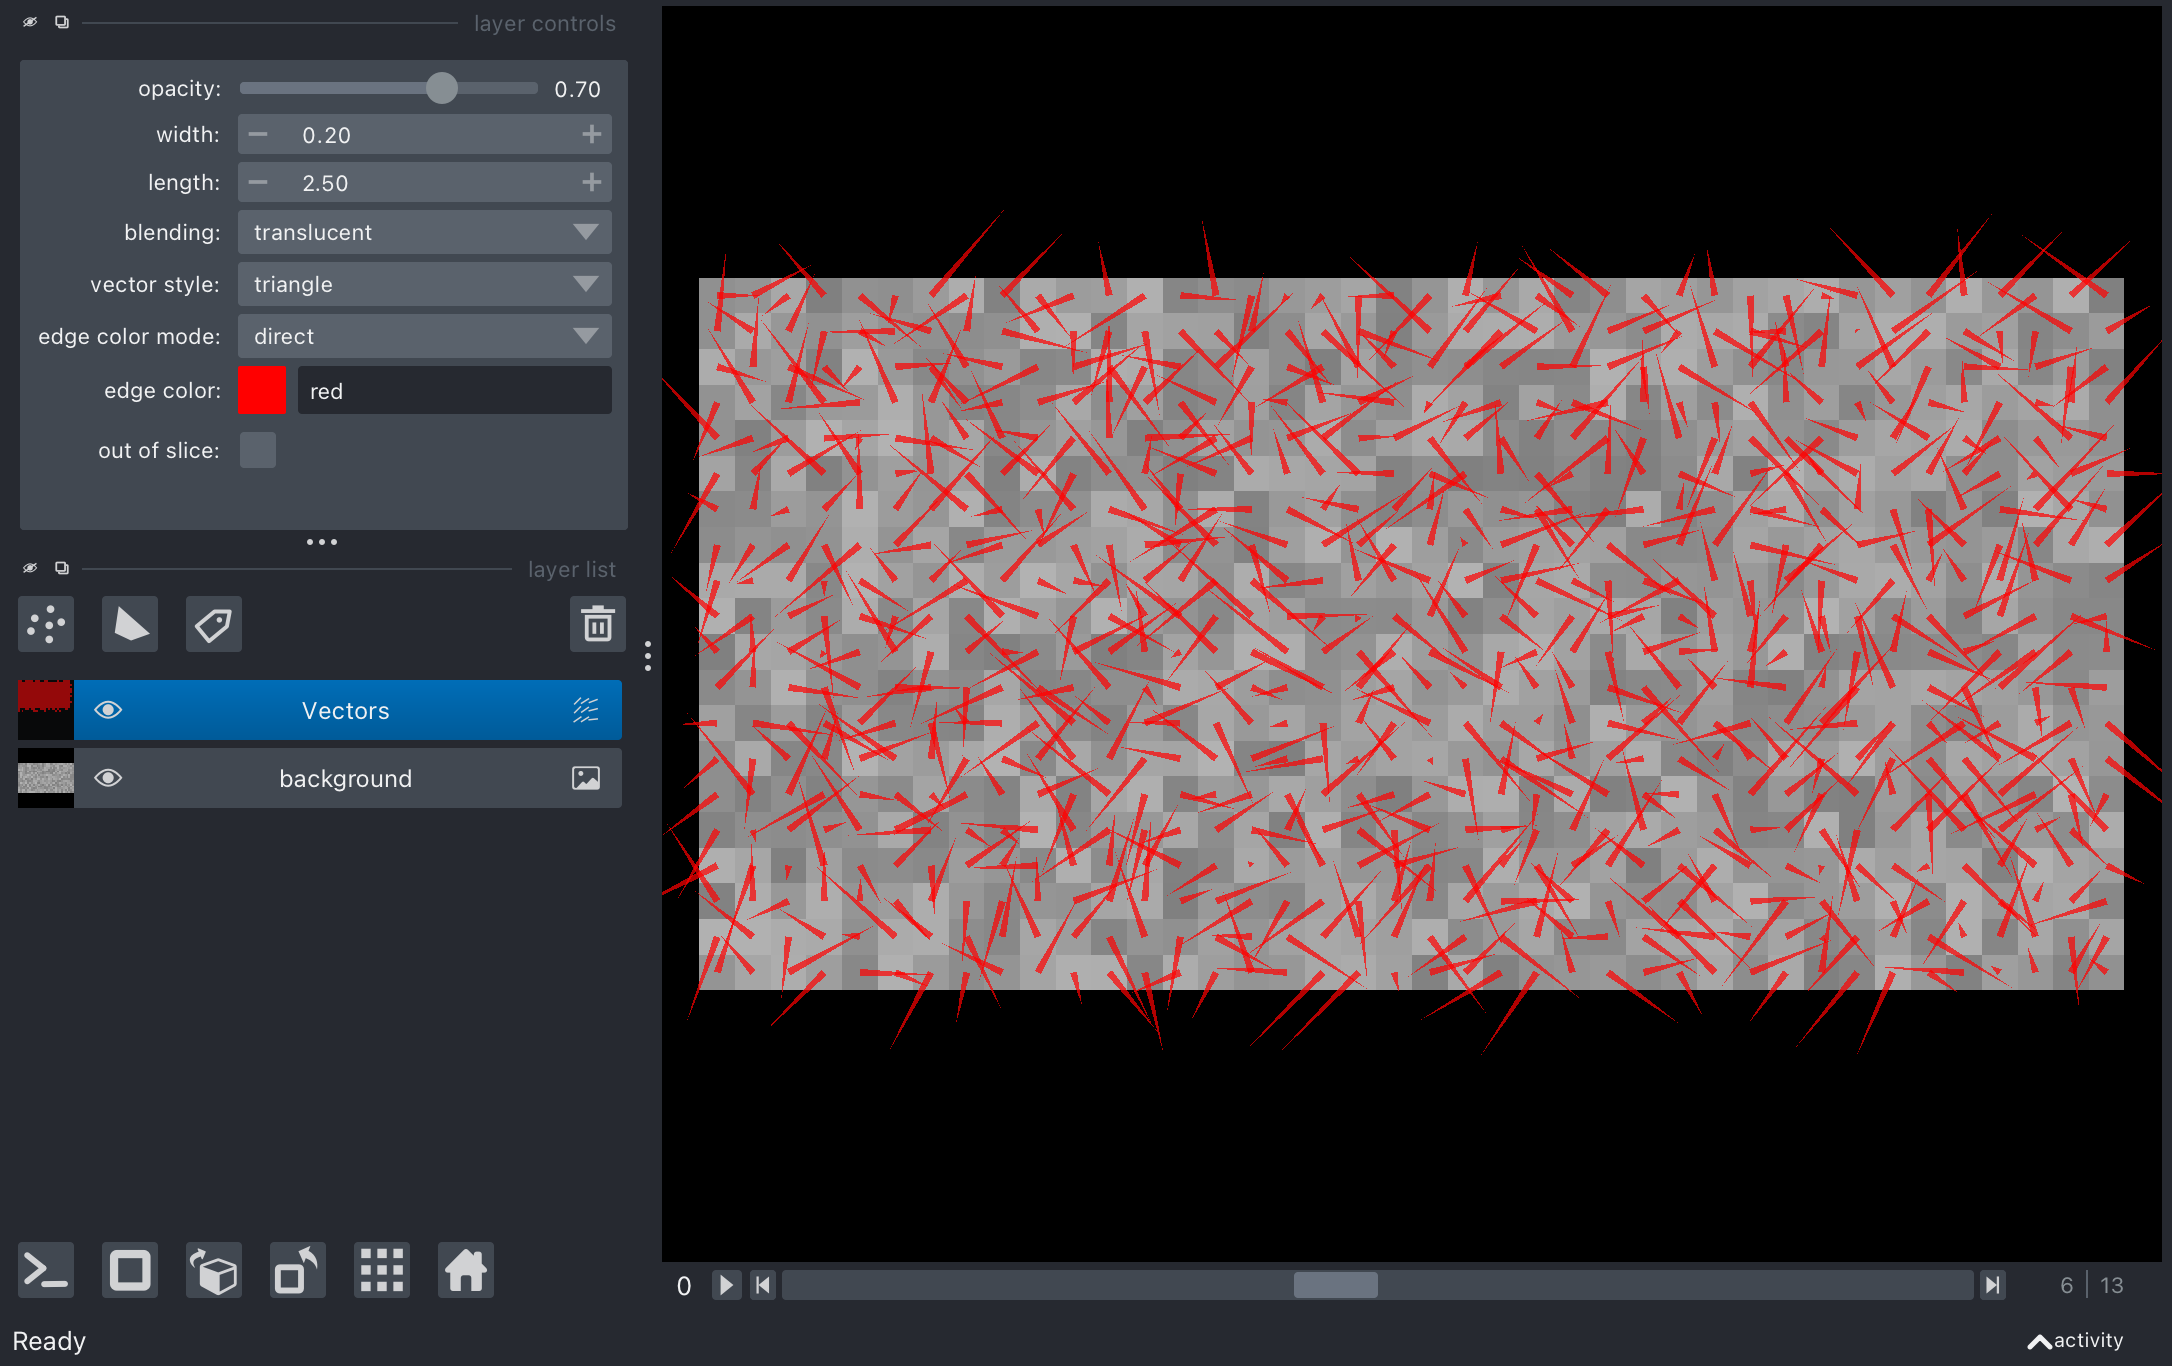 layer controls
opacity: 0.70
width: 0.20
length: 2.50
blending: translucent
vector style: triangle
edge color mode: direct
edge color: red
out of slice:
layer list
Vectors
background
0 6 | 13
Ready
activity